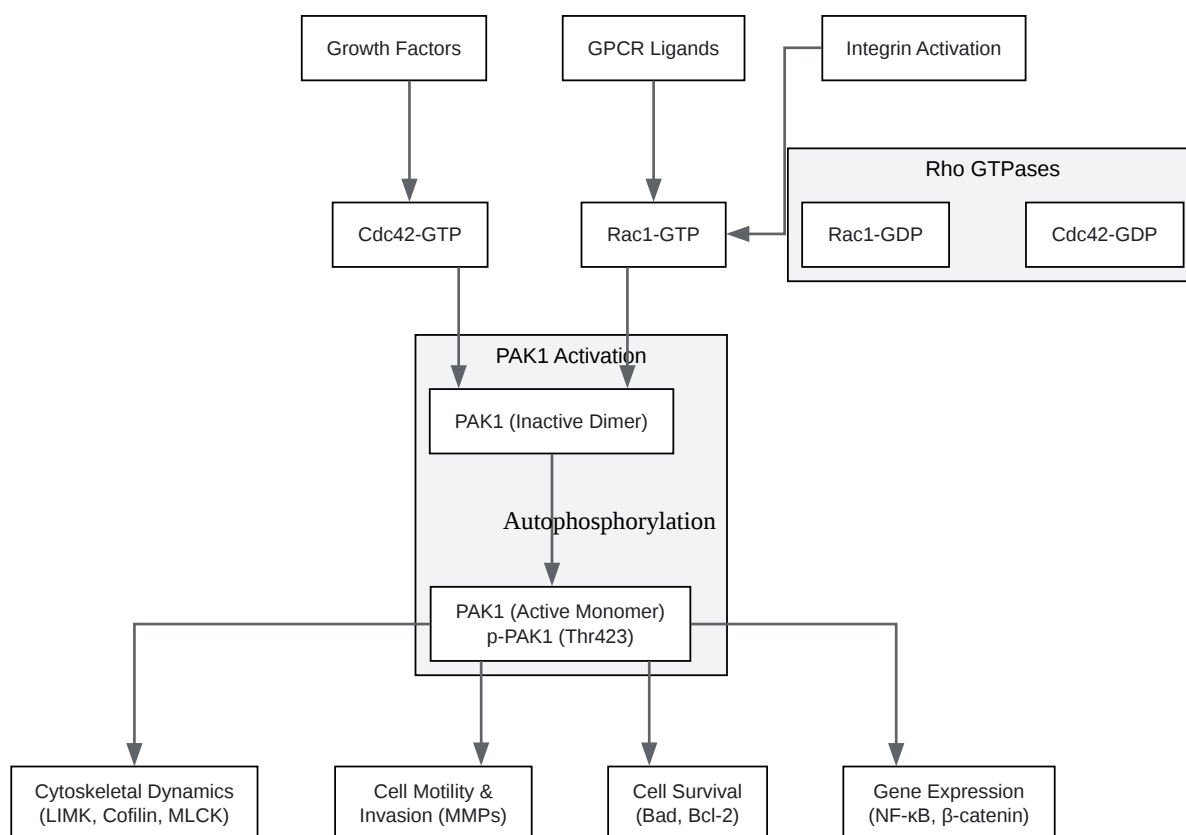 Growth Factors
GPCR Ligands
Integrin Activation
Rho GTPases
Cdc42-GTP
Rac1-GTP
Rac1-GDP
Cdc42-GDP
PAK1 Activation
PAK1 (Inactive Dimer)
Autophosphorylation
PAK1 (Active Monomer)
p-PAK1 (Thr423)
Cytoskeletal Dynamics
(LIMK, Cofilin, MLCK)
Cell Motility &
Invasion (MMPs)
Cell Survival
(Bad, Bcl-2)
Gene Expression
(NF-κB, β-catenin)